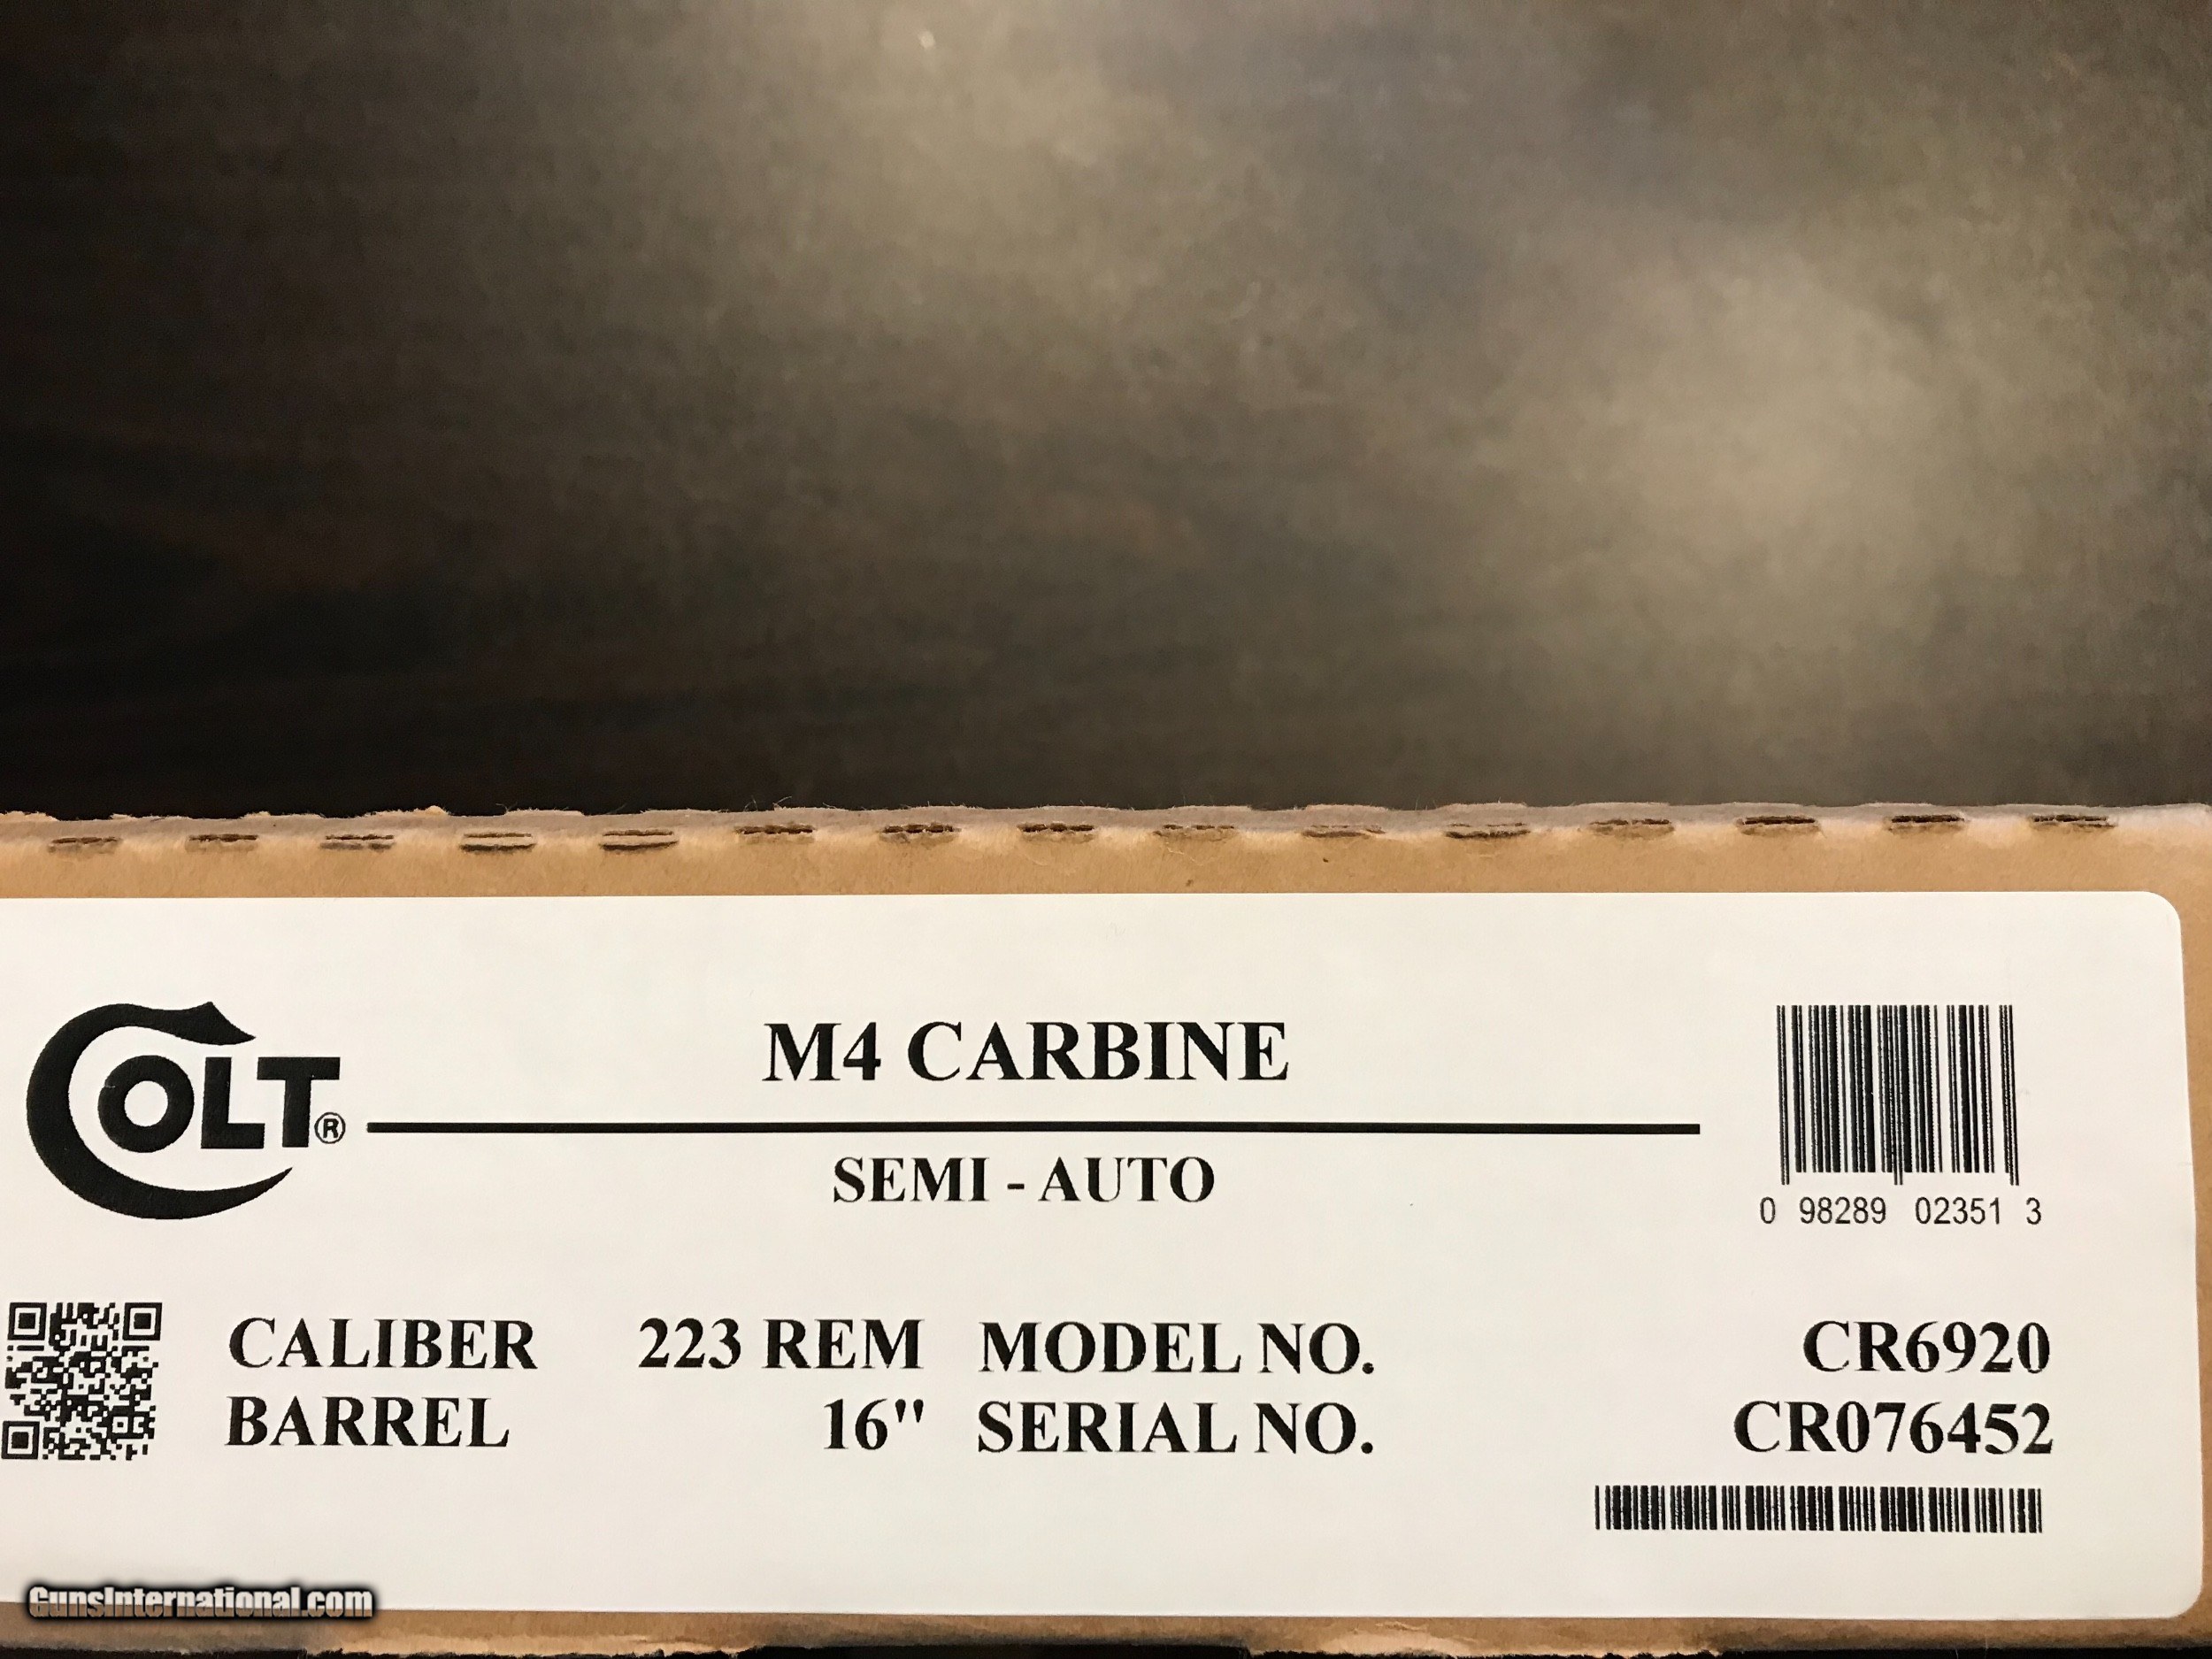 COLT®
M4 CARBINE
SEMI - AUTO
0 98289 02351 3
CALIBER 223 REM MODEL NO. CR6920
BARREL 16" SERIAL NO. CR076452
GunsInternational.com